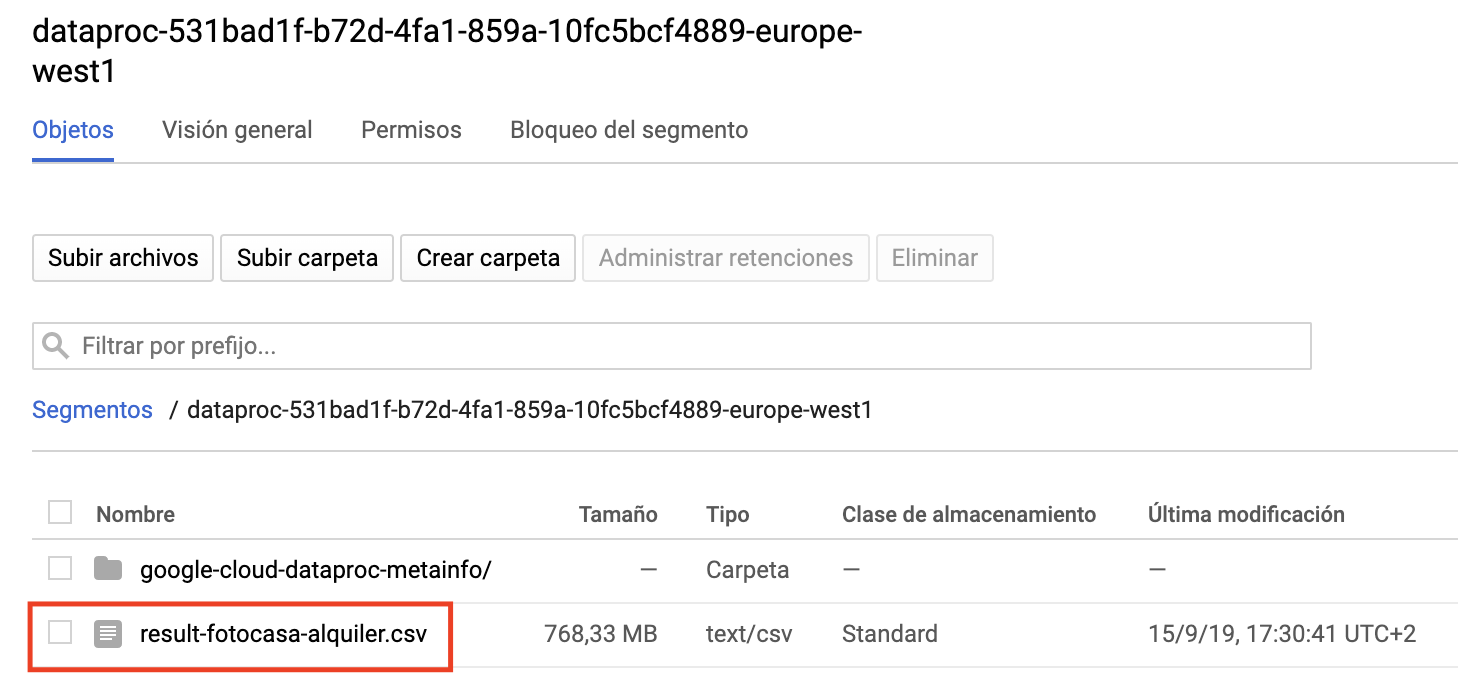 dataproc-531bad1f-b72d-4fa1-859a-10fc5bcf4889-europe-
west1
Objetos Visión general Permisos Bloqueo del segmento
Subir archivos Subir carpeta Crear carpeta Administrar retenciones Eliminar
Filtrar por prefijo...
Segmentos / dataproc-531bad1f-b72d-4fa1-859a-10fc5bcf4889-europe-west1
Nombre Tamaño Tipo Clase de almacenamiento Última modificación
google-cloud-dataproc-metainfo/ — Carpeta — —
result-fotocasa-alquiler.csv 768,33 MB text/csv Standard 15/9/19, 17:30:41 UTC+2